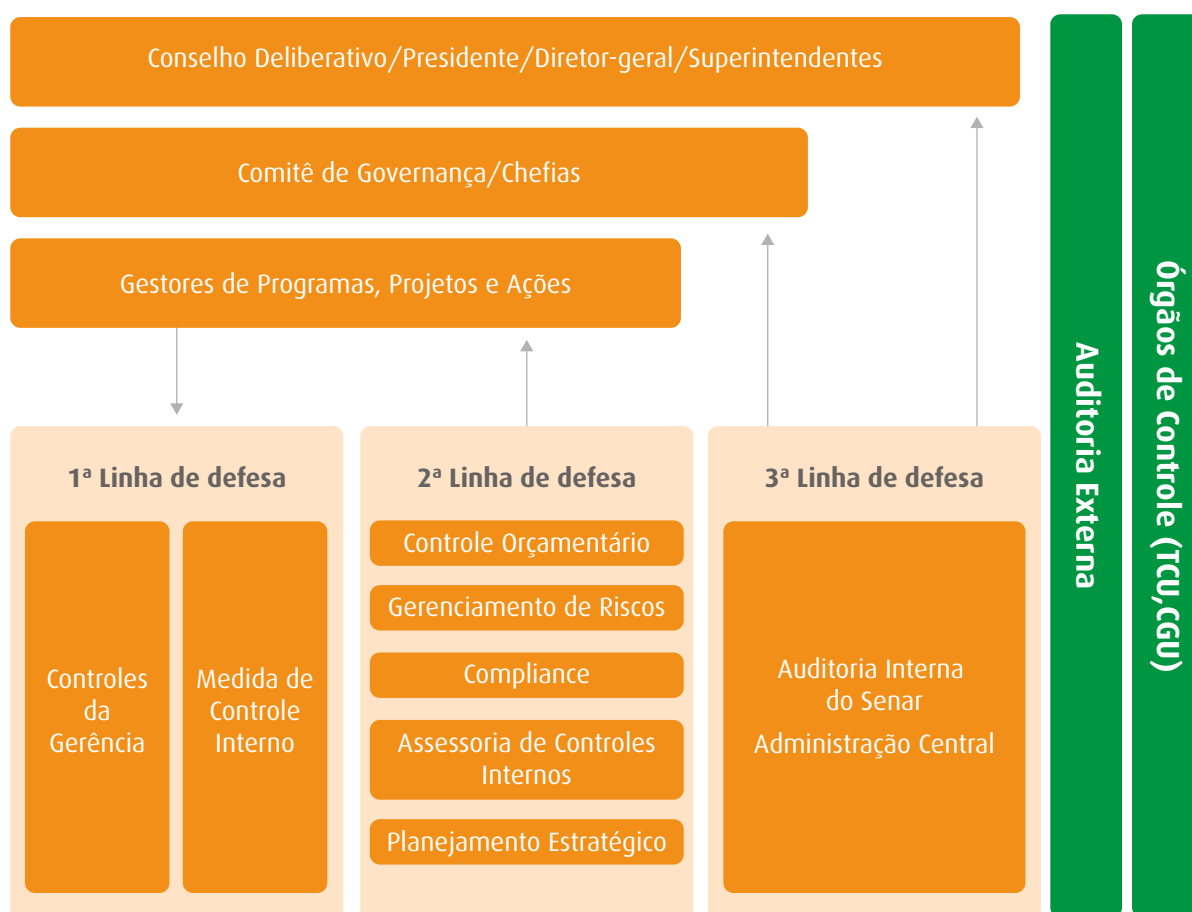 Conselho Deliberativo/Presidente/Diretor-geral/Superintendentes
Comitê de Governança/Chefias
Gestores de Programas, Projetos e Ações
1ª Linha de defesa
Controles
da
Gerência
Medida de
Controle
Interno
2ª Linha de defesa
Controle Orçamentário
Gerenciamento de Riscos
Compliance
Assessoria de Controles
Internos
Planejamento Estratégico
3ª Linha de defesa
Auditoria Interna
do Senar
Administração Central
Auditoria Externa
Órgãos de Controle (TCU,CGU)